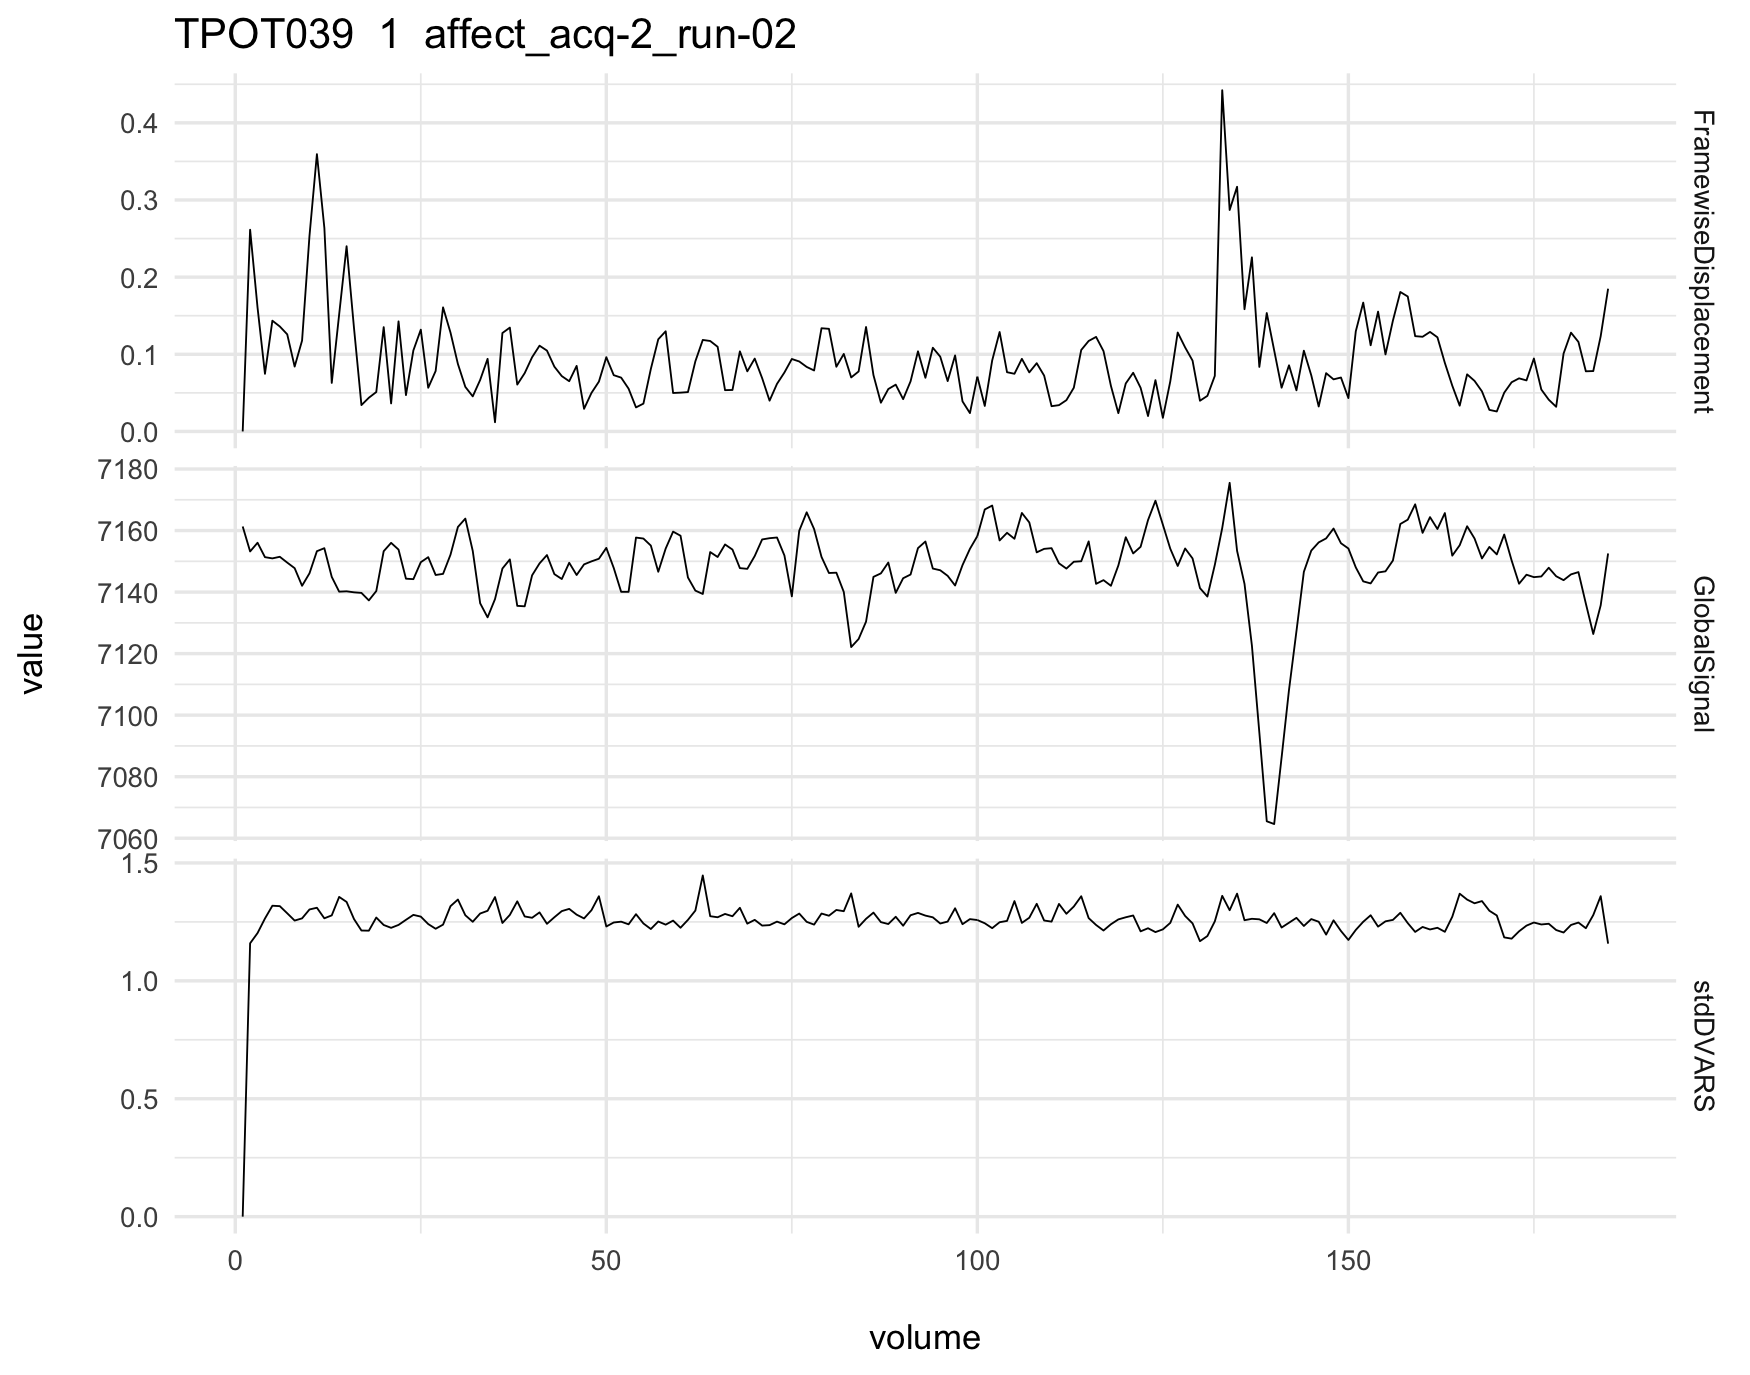 TPOT039 1 affect_acq-2_run-02
0.4
0.3
0.2
0.1
0.0
FramewiseDisplacement
7180
7160
7140
7120
7100
7080
7060
GlobalSignal
value
1.5
1.0
0.5
0.0
stdDVARS
0 50 100 150
volume